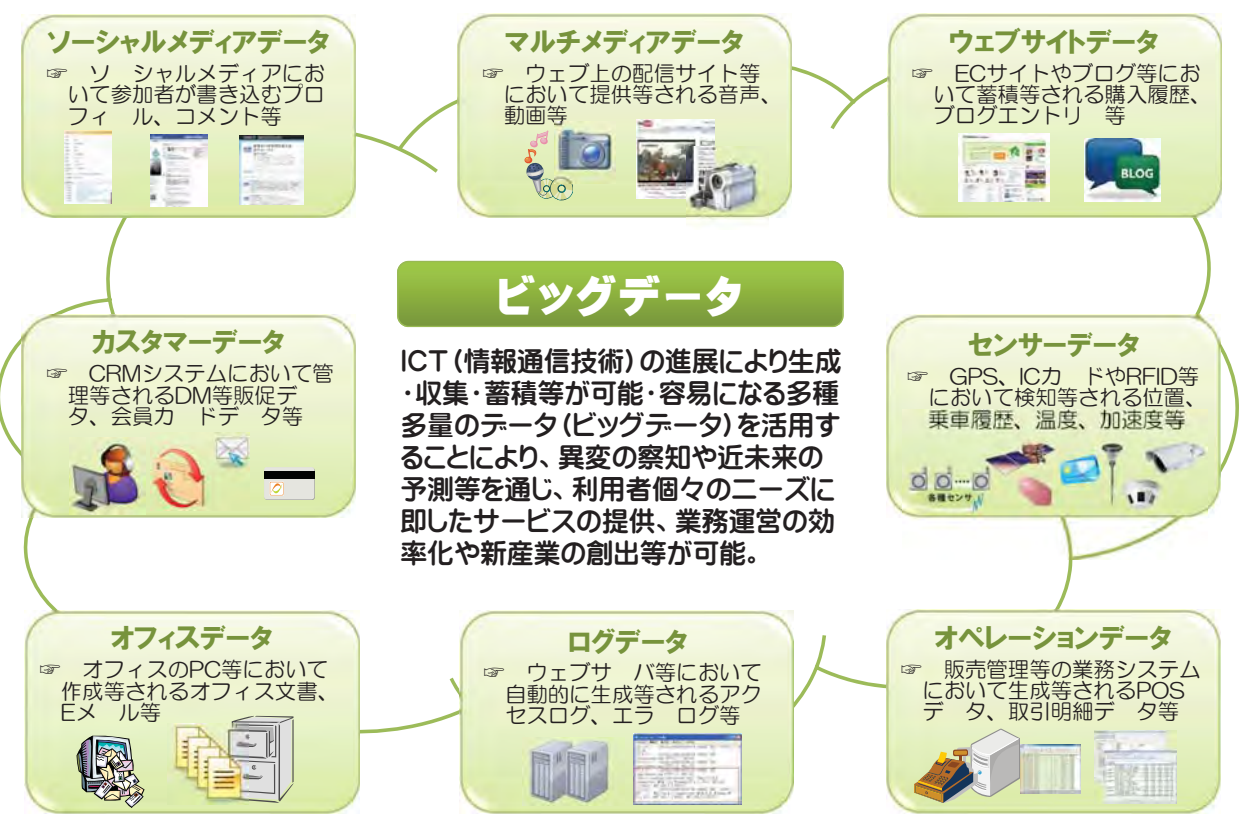 ソーシャルメディアデータ
☞ ソ シャルメディアにお
いて参加者が書き込むプロ
フィ ル、コメント等
マルチメディアデータ
☞ ウェブ上の配信サイト等
において提供等される音声、
動画等
ウェブサイトデータ
☞ ECサイトやブログ等にお
いて蓄積等される購入履歴、
ブログエントリ 等
BLOG
ビッグデータ
ICT(情報通信技術)の進展により生成
・収集・蓄積等が可能・容易になる多種
多量のデータ(ビッグデータ)を活用す
ることにより、異変の察知や近未来の
予測等を通じ、利用者個々のニーズに
即したサービスの提供、業務運営の効
率化や新産業の創出等が可能。
カスタマーデータ
☞ CRMシステムにおいて管
理等されるDM等販促デ
タ、会員カ ドデ タ等
センサーデータ
☞ GPS、ICカ ドやRFID等
において検知等される位置、
乗車履歴、温度、加速度等
各種センサ
オフィスデータ
☞ オフィスのPC等において
作成等されるオフィス文書、
Eメ ル等
ログデータ
☞ ウェブサ バ等において
自動的に生成等されるアク
セスログ、エラ ログ等
オペレーションデータ
☞ 販売管理等の業務システム
において生成等されるPOS
デ タ、取引明細デ タ等